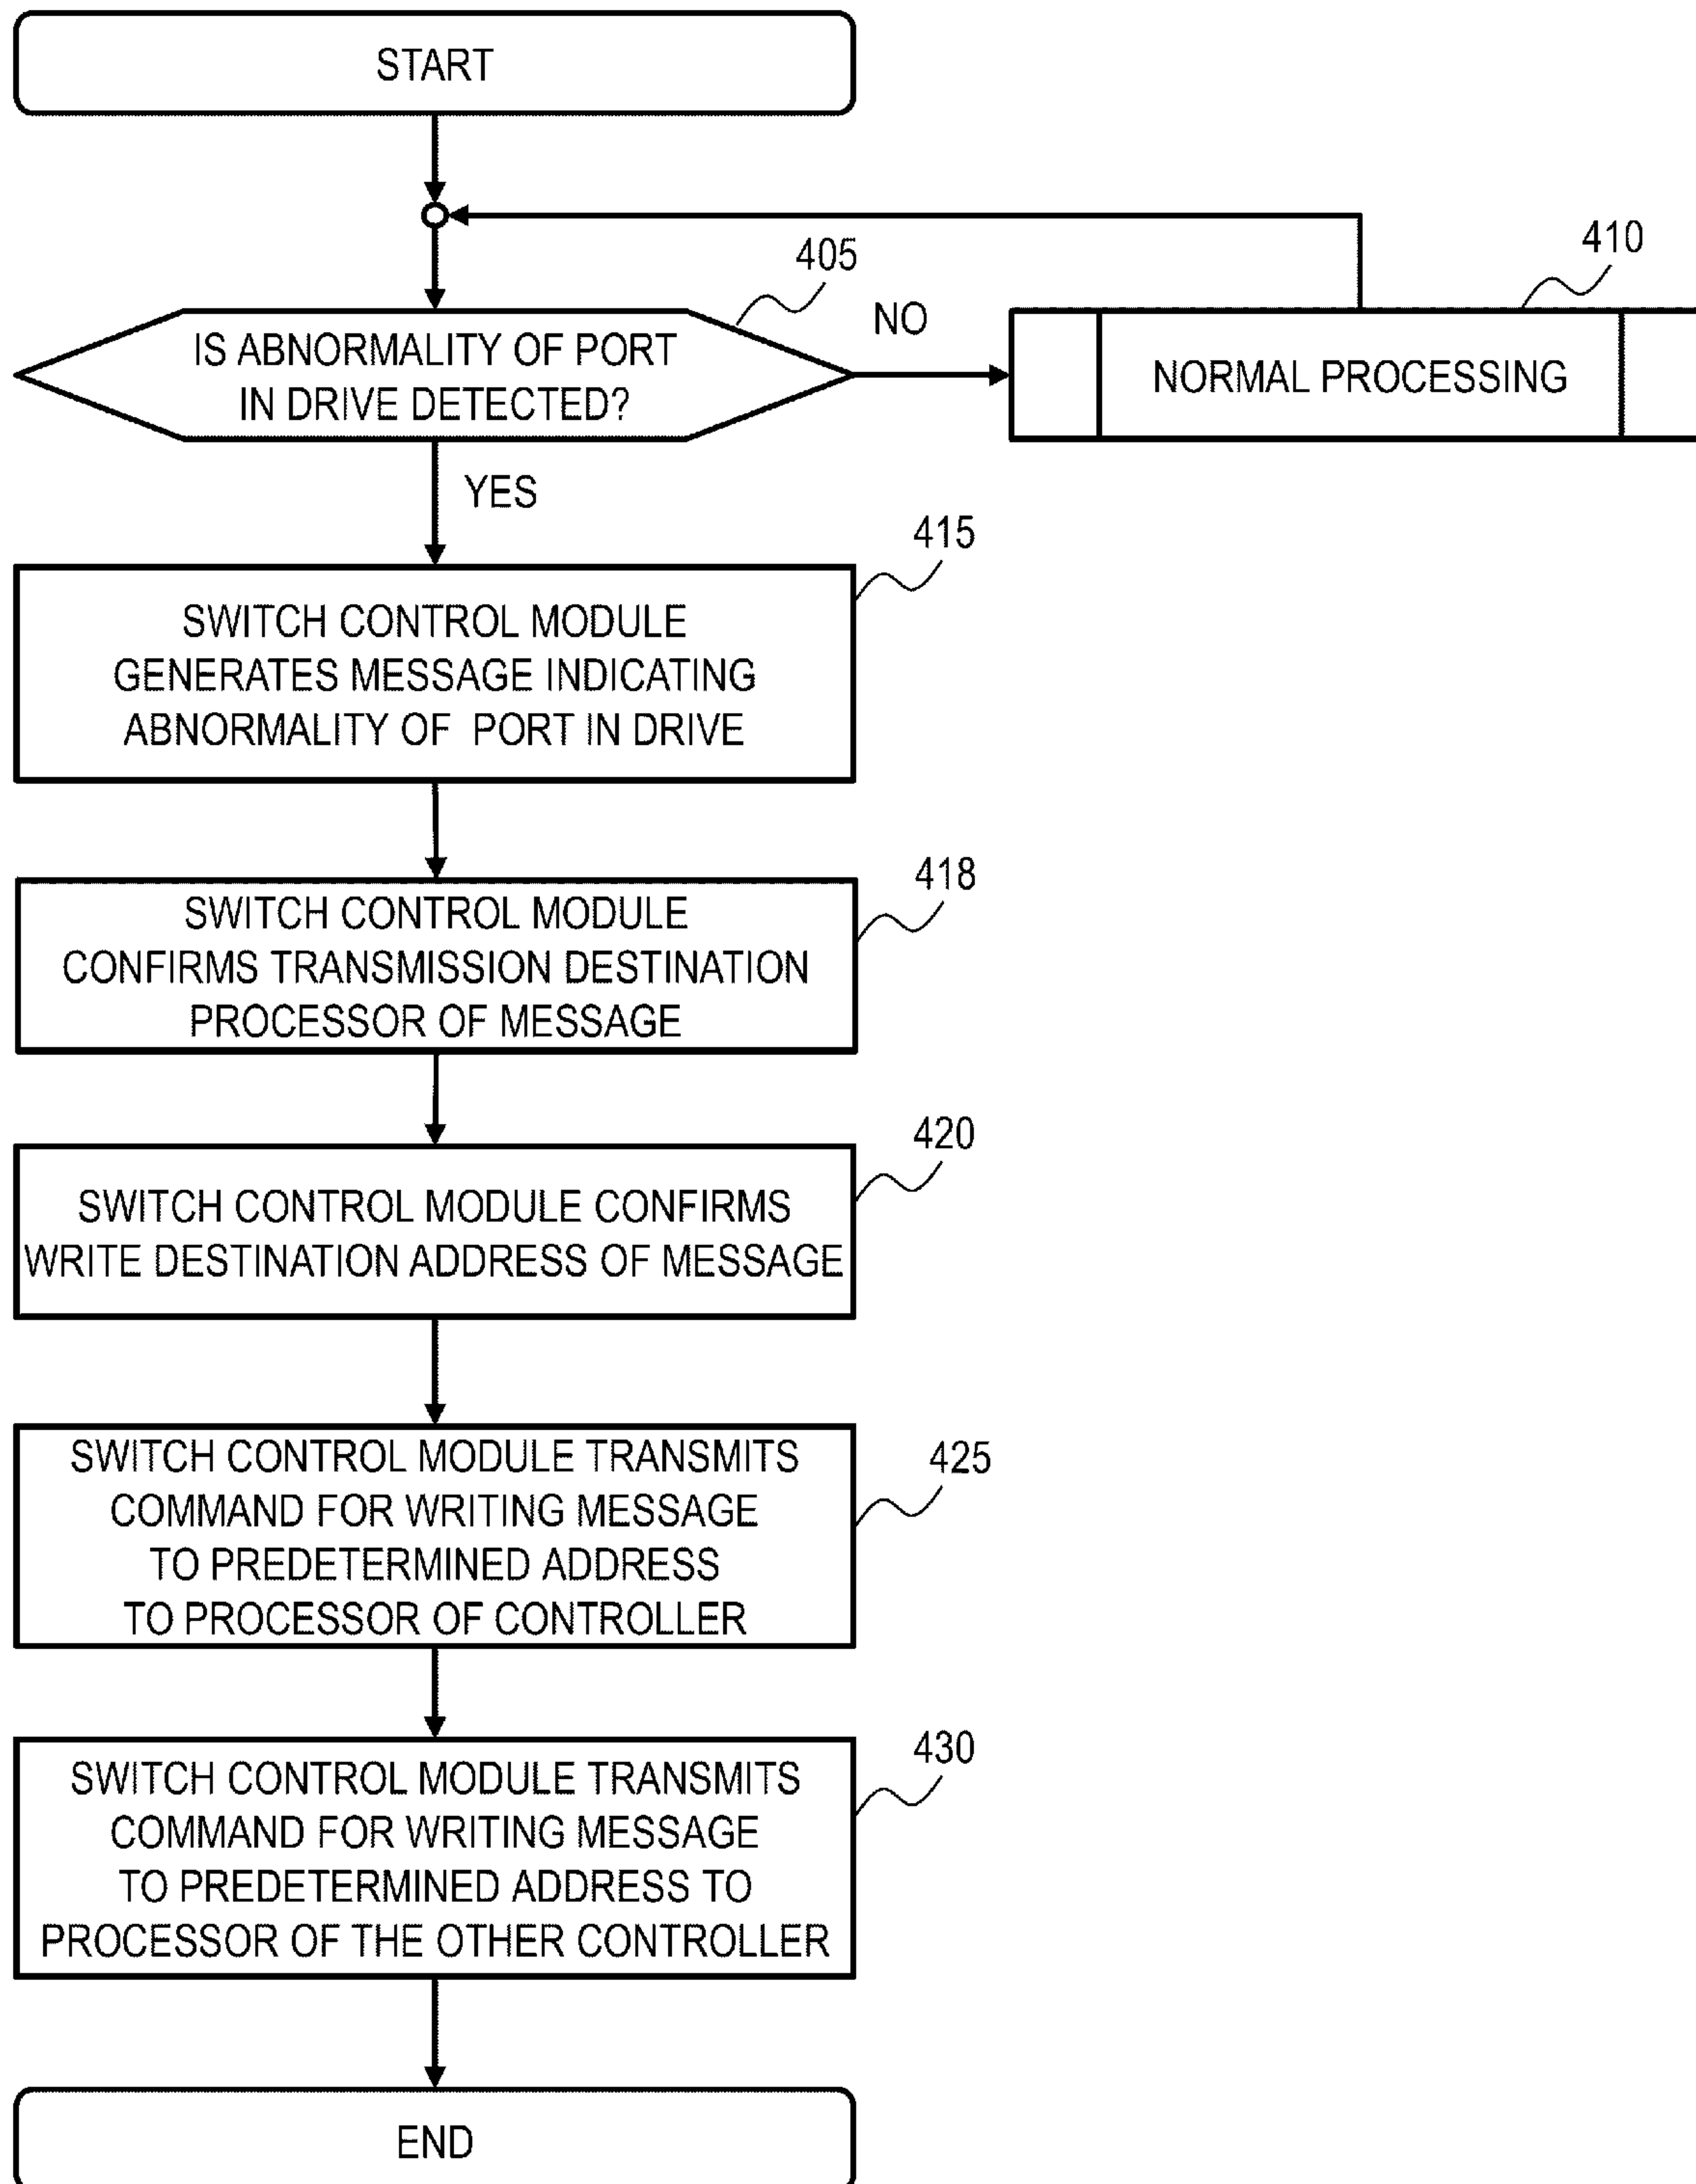 START
405
410
IS ABNORMALITY OF PORT
IN DRIVE DETECTED?
NO
NORMAL PROCESSING
YES
415
SWITCH CONTROL MODULE
GENERATES MESSAGE INDICATING
ABNORMALITY OF PORT IN DRIVE
418
SWITCH CONTROL MODULE
CONFIRMS TRANSMISSION DESTINATION
PROCESSOR OF MESSAGE
420
SWITCH CONTROL MODULE CONFIRMS
WRITE DESTINATION ADDRESS OF MESSAGE
425
SWITCH CONTROL MODULE TRANSMITS
COMMAND FOR WRITING MESSAGE
TO PREDETERMINED ADDRESS
TO PROCESSOR OF CONTROLLER
430
SWITCH CONTROL MODULE TRANSMITS
COMMAND FOR WRITING MESSAGE
TO PREDETERMINED ADDRESS TO
PROCESSOR OF THE OTHER CONTROLLER
END